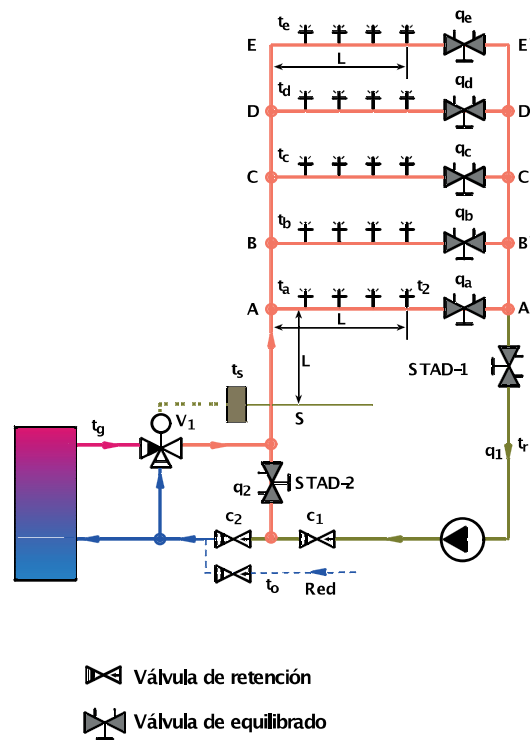 te
qe
E
E
L
td
qd
D
D
tc
qc
C
C
tb
qb
B
B
ta
t2
qa
A
A
L
L
STAD-1
ts
S
V1
tg
q1
tr
q2
STAD-2
c2
c1
to
Red
Válvula de retención
Válvula de equilibrado